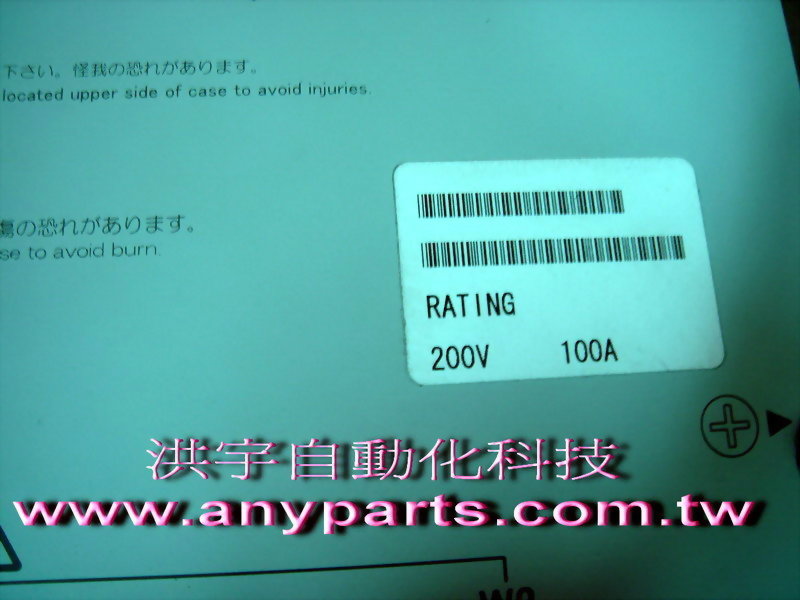 下さい。怪我の恐れがあります。
located upper side of case to avoid injuries.
傷の恐れがあります。
se to avoid burn.
RATING
200V 100A
洪宇自動化科技
www.anyparts.com.tw